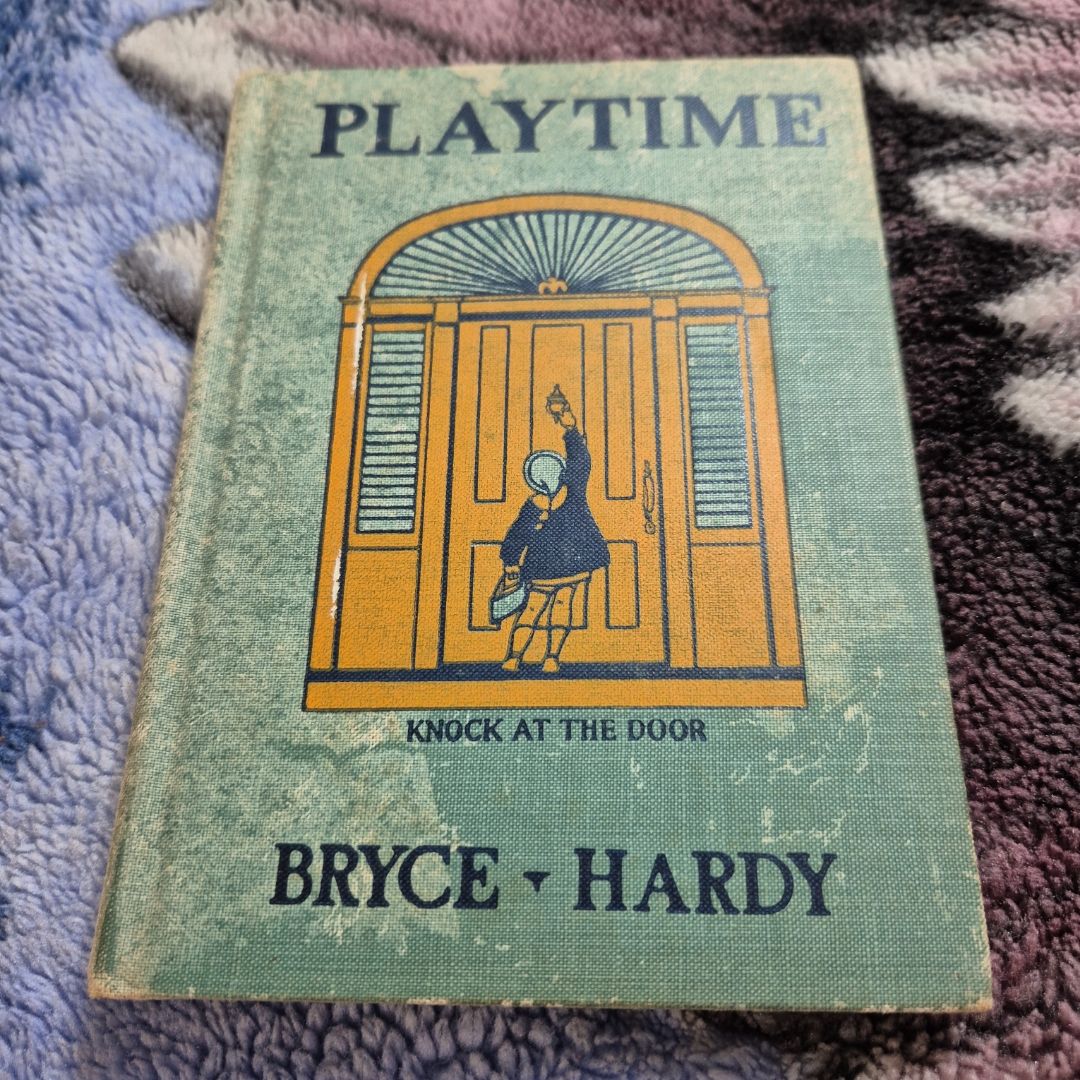 PLAYTIME
KNOCK AT THE DOOR
BRYCE ▾ HARDY